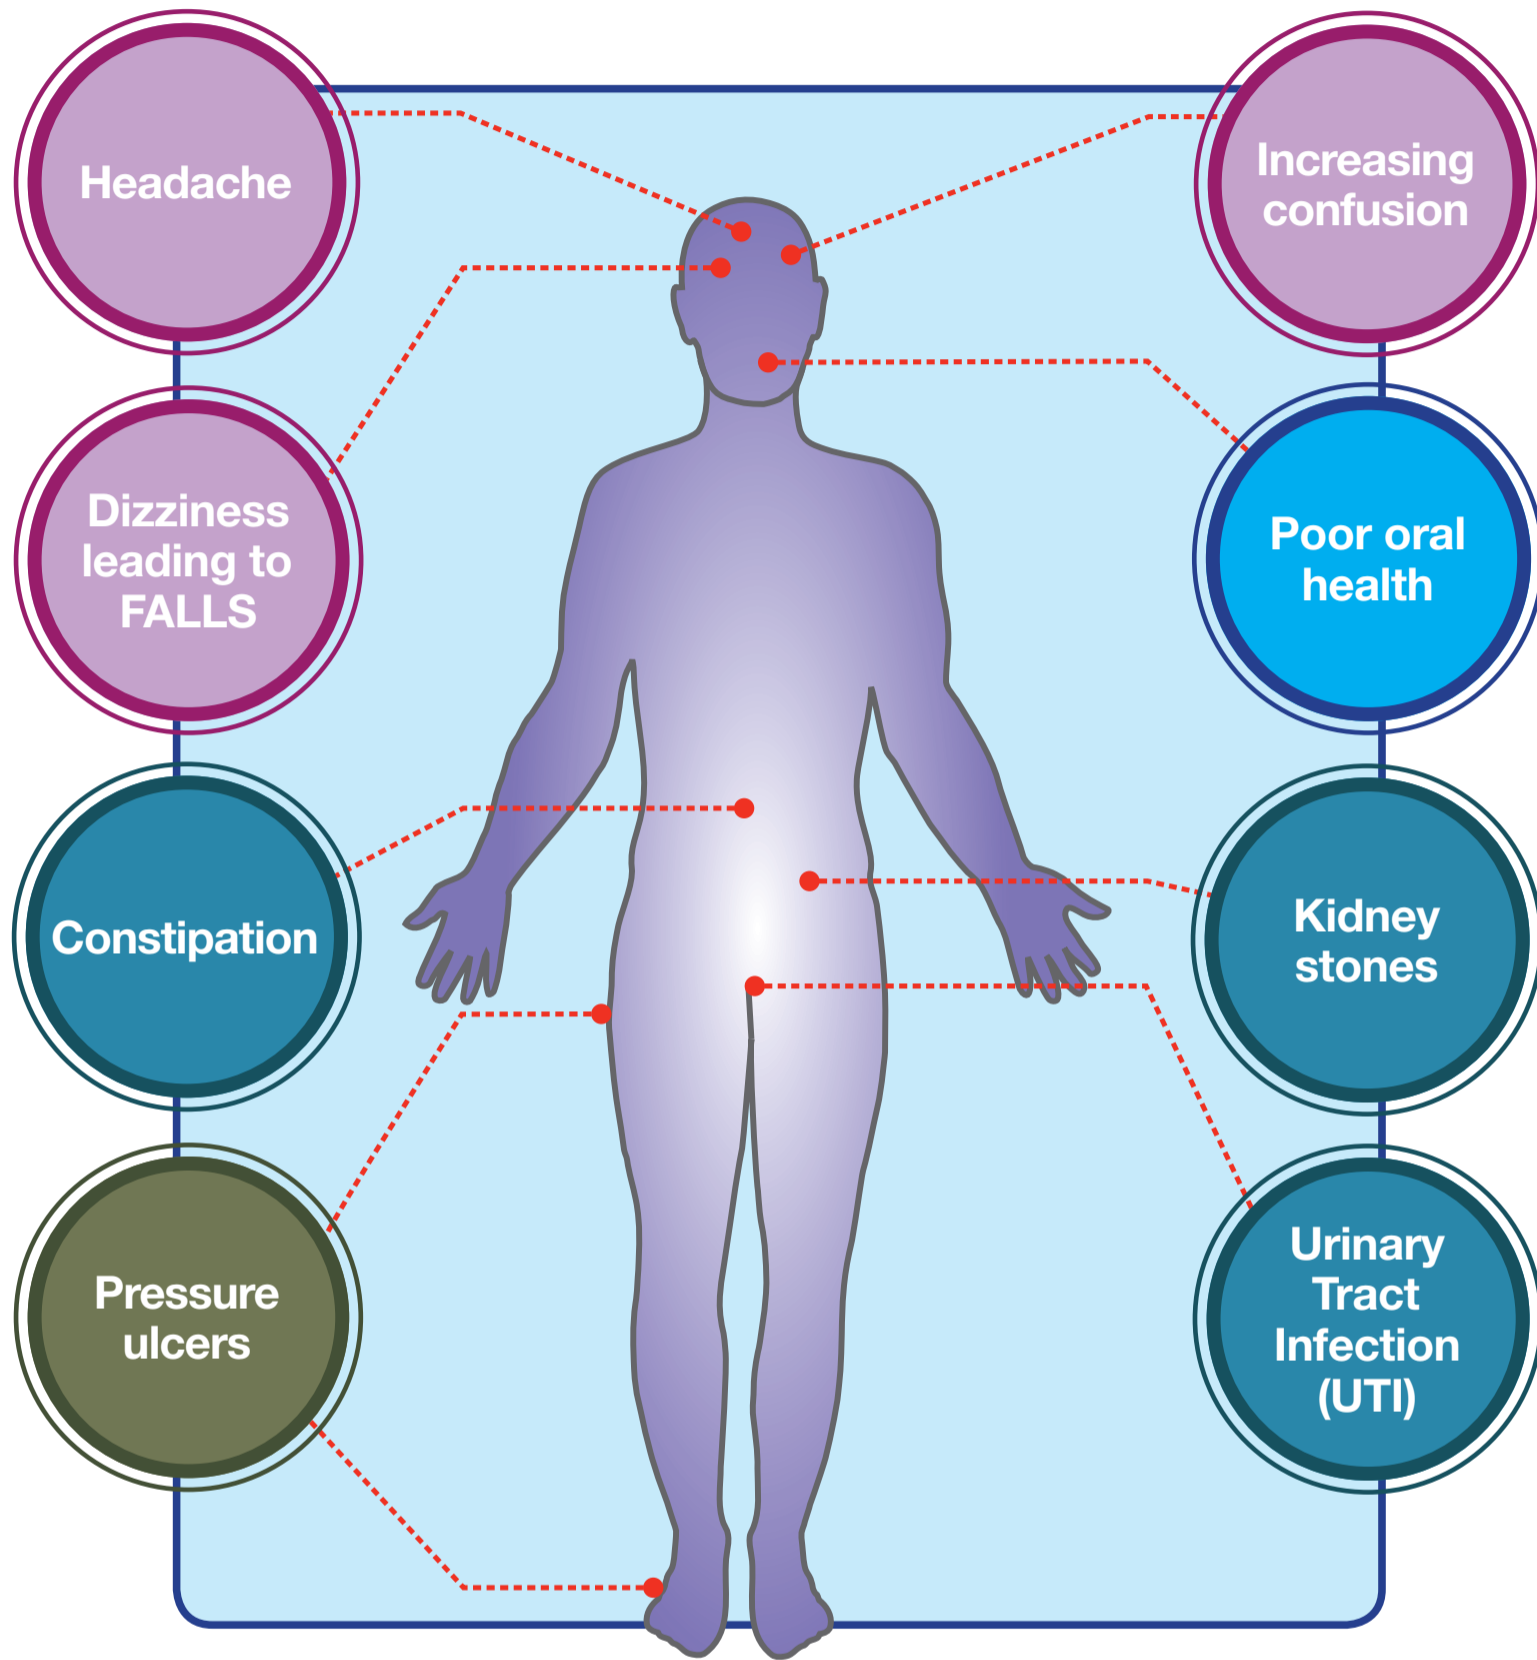 Headache
Increasing
confusion
Dizziness
leading to
FALLS
Poor oral
health
Constipation
Kidney
stones
Pressure
ulcers
Urinary
Tract
Infection
(UTI)